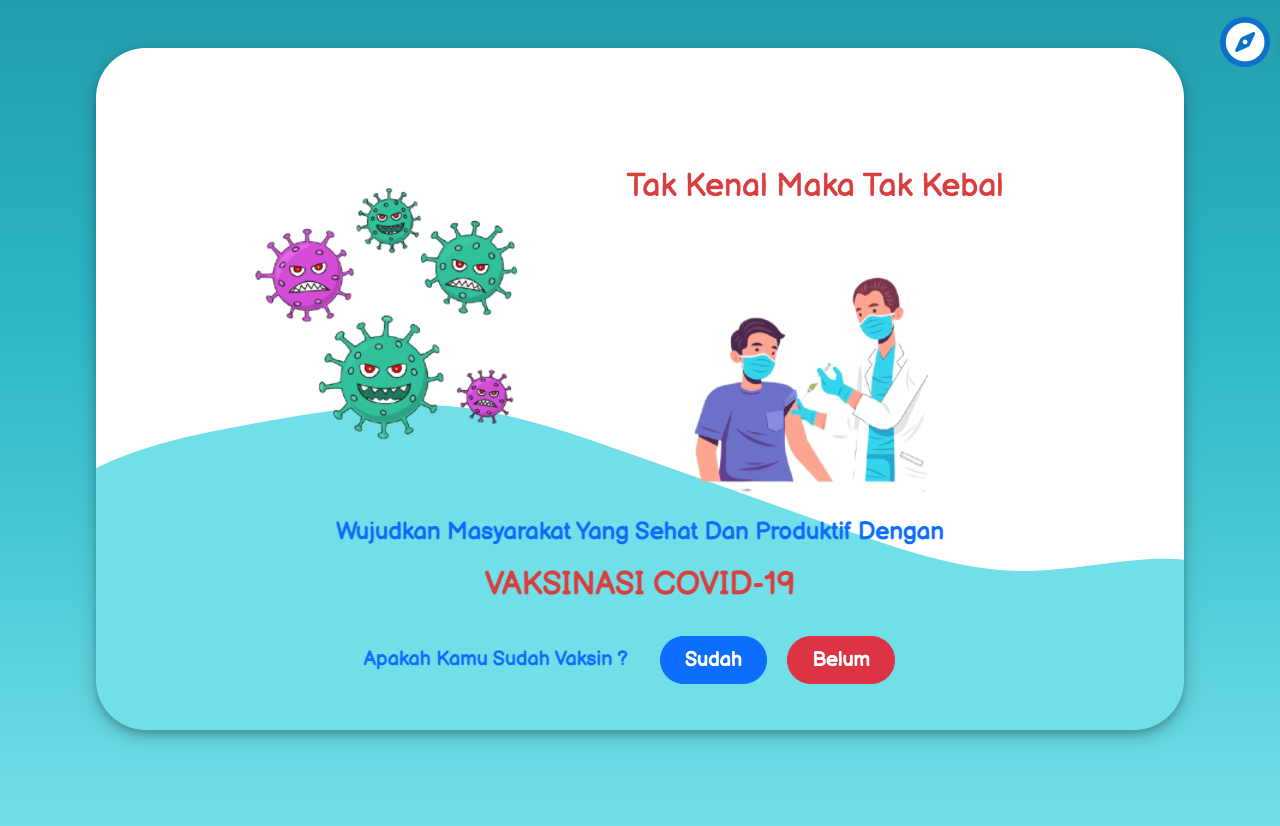 Tak Kenal Maka Tak Kebal
Wujudkan Masyarakat Yang Sehat Dan Produktif Dengan
VAKSINASI COVID-19
Apakah Kamu Sudah Vaksin ? Sudah Belum